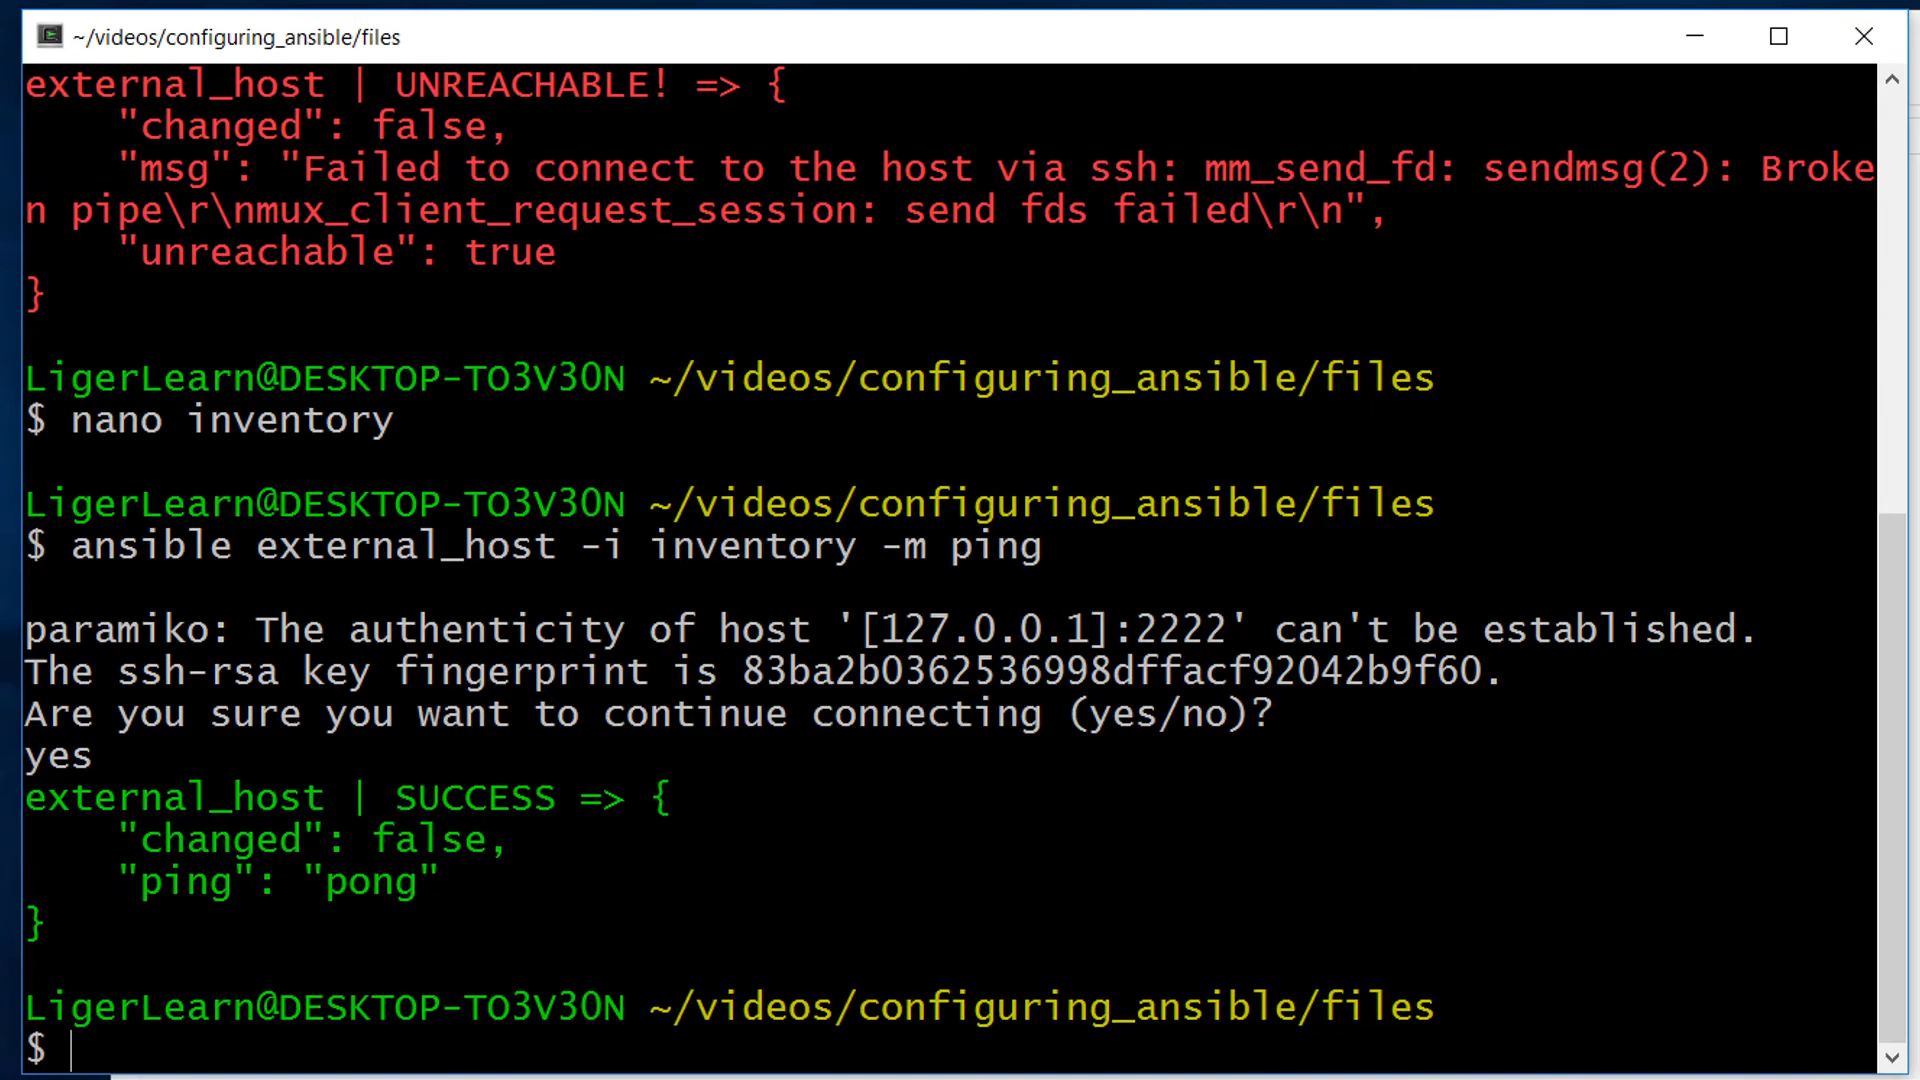 ~/videos/configuring_ansible/files
external_host | UNREACHABLE! => {
    "changed": false,
    "msg": "Failed to connect to the host via ssh: mm_send_fd: sendmsg(2): Broke
n pipe\r\nmux_client_request_session: send fds failed\r\n",
    "unreachable": true
}
LigerLearn@DESKTOP-TO3V3ON ~/videos/configuring_ansible/files
$ nano inventory
LigerLearn@DESKTOP-TO3V3ON ~/videos/configuring_ansible/files
$ ansible external_host -i inventory -m ping
paramiko: The authenticity of host '[127.0.0.1]:2222' can't be established.
The ssh-rsa key fingerprint is 83ba2b0362536998dffacf92042b9f60.
Are you sure you want to continue connecting (yes/no)?
yes
external_host | SUCCESS => {
    "changed": false,
    "ping": "pong"
}
LigerLearn@DESKTOP-TO3V3ON ~/videos/configuring_ansible/files
$